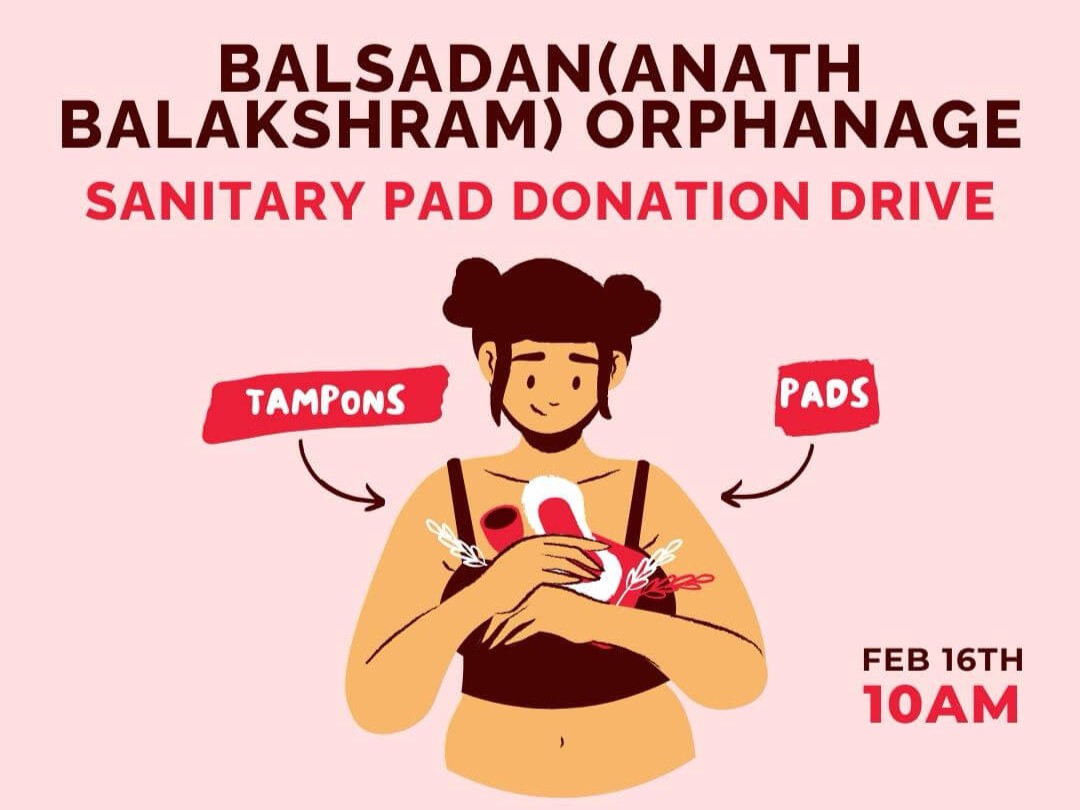 BALSADAN(ANATH
BALAKSHRAM) ORPHANAGE
SANITARY PAD DONATION DRIVE
TAMPONS
PADS
FEB 16TH
10AM